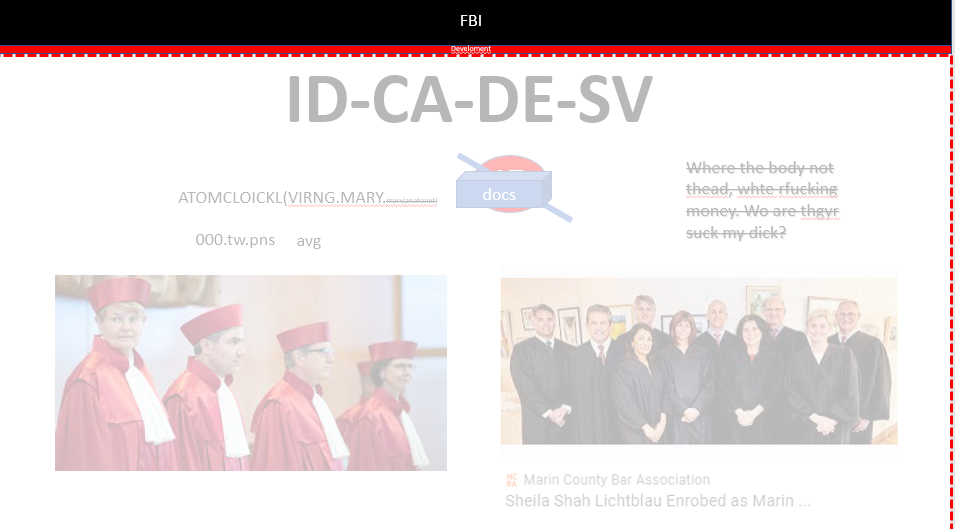 FBI
Develoment
ID-CA-DE-SV
ATOMCLOICKL(VIRNG.MARY.
docs
Where the body not
thead, whte rfucking
money. Wo are thgyr
suck my dick?
000.tw.pns avg
Marin County Bar Association
Sheila Shah Lichtblau Enrobed as Marin ...